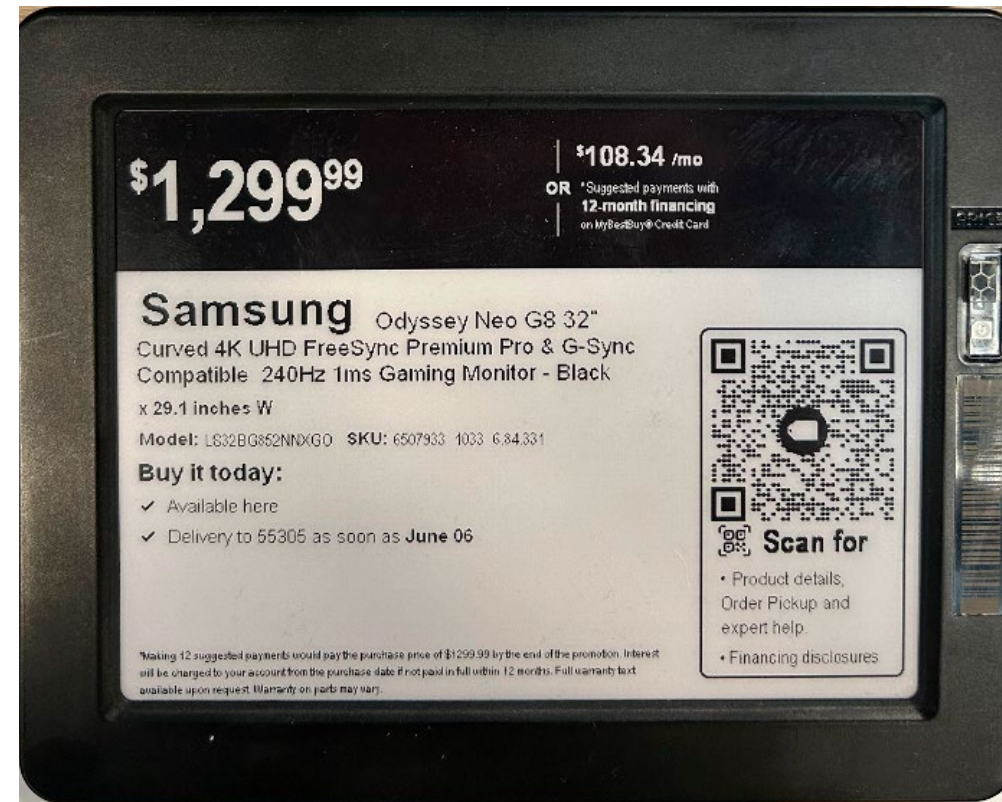 $1,299.99
$108.34 /mo
OR *Suggested payments with
12-month financing
on MyBestBuy® Credit Card
Samsung Odyssey Neo G8 32"
Curved 4K UHD FreeSync Premium Pro & G-Sync
Compatible 240Hz 1ms Gaming Monitor - Black
x 29.1 inches W
Model: LS32BG852NNXGO SKU: 6507933 1033 6.84.331
Buy it today:
✓ Available here
✓ Delivery to 55305 as soon as June 06
Scan for
• Product details,
Order Pickup and
expert help.
• Financing disclosures
*Making 12 suggested payments would pay the purchase price of $1299.99 by the end of the promotion. Interest
will be charged to your account from the purchase date if not paid in full within 12 months. Full warranty text
available upon request. Warranty on parts may vary.